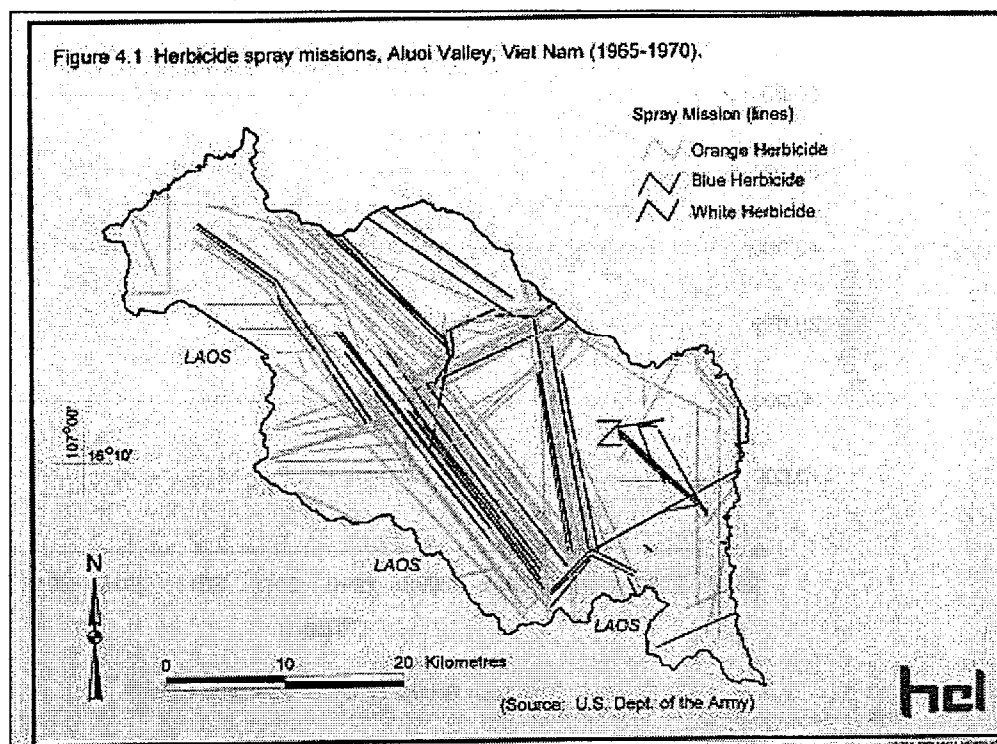 Figure 4.1 Herbicide spray missions, Aluoi Valley, Viet Nam (1965-1970).
Spray Mission (lines)
Orange Herbicide
Blue Herbicide
White Herbicide
LAOS
107°00'
16°10'
LAOS
N
LAOS
0 10 20 Kilometres
(Source: U.S. Dept. of the Army)
hcl